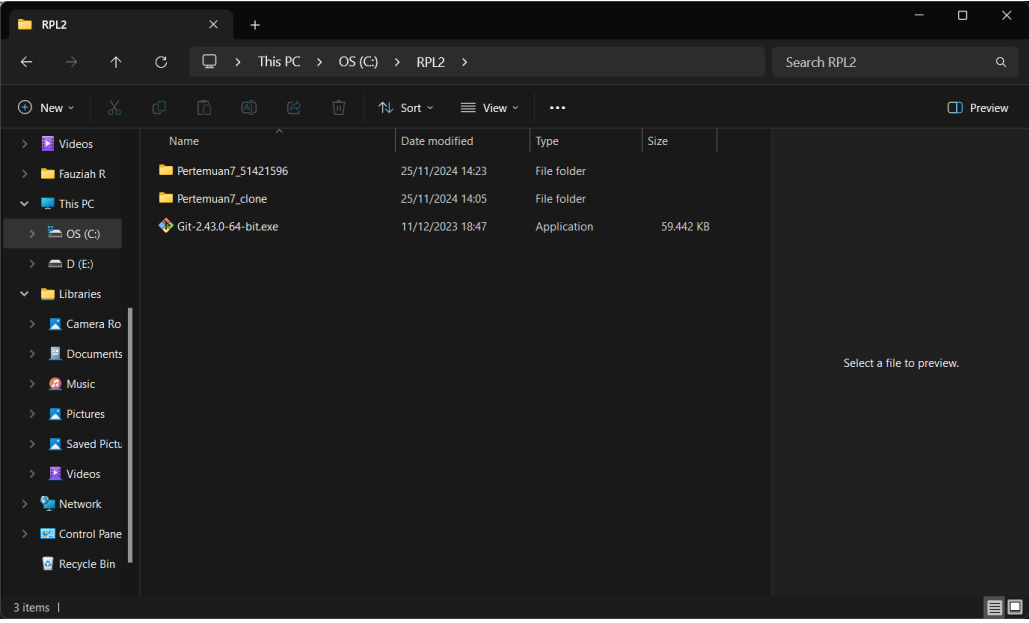 RPL2
This PC > OS (C:) > RPL2 >
Search RPL2
New
Sort
View
Preview
Videos
Fauziah R
This PC
OS (C:)
D (E:)
Libraries
Camera Ro
Documents
Music
Pictures
Saved Pictu
Videos
Network
Control Pane
Recycle Bin
Name Date modified Type Size
Pertemuan7_51421596 25/11/2024 14:23 File folder
Pertemuan7_clone 25/11/2024 14:05 File folder
Git-2.43.0-64-bit.exe 11/12/2023 18:47 Application 59.442 KB
Select a file to preview.
3 items